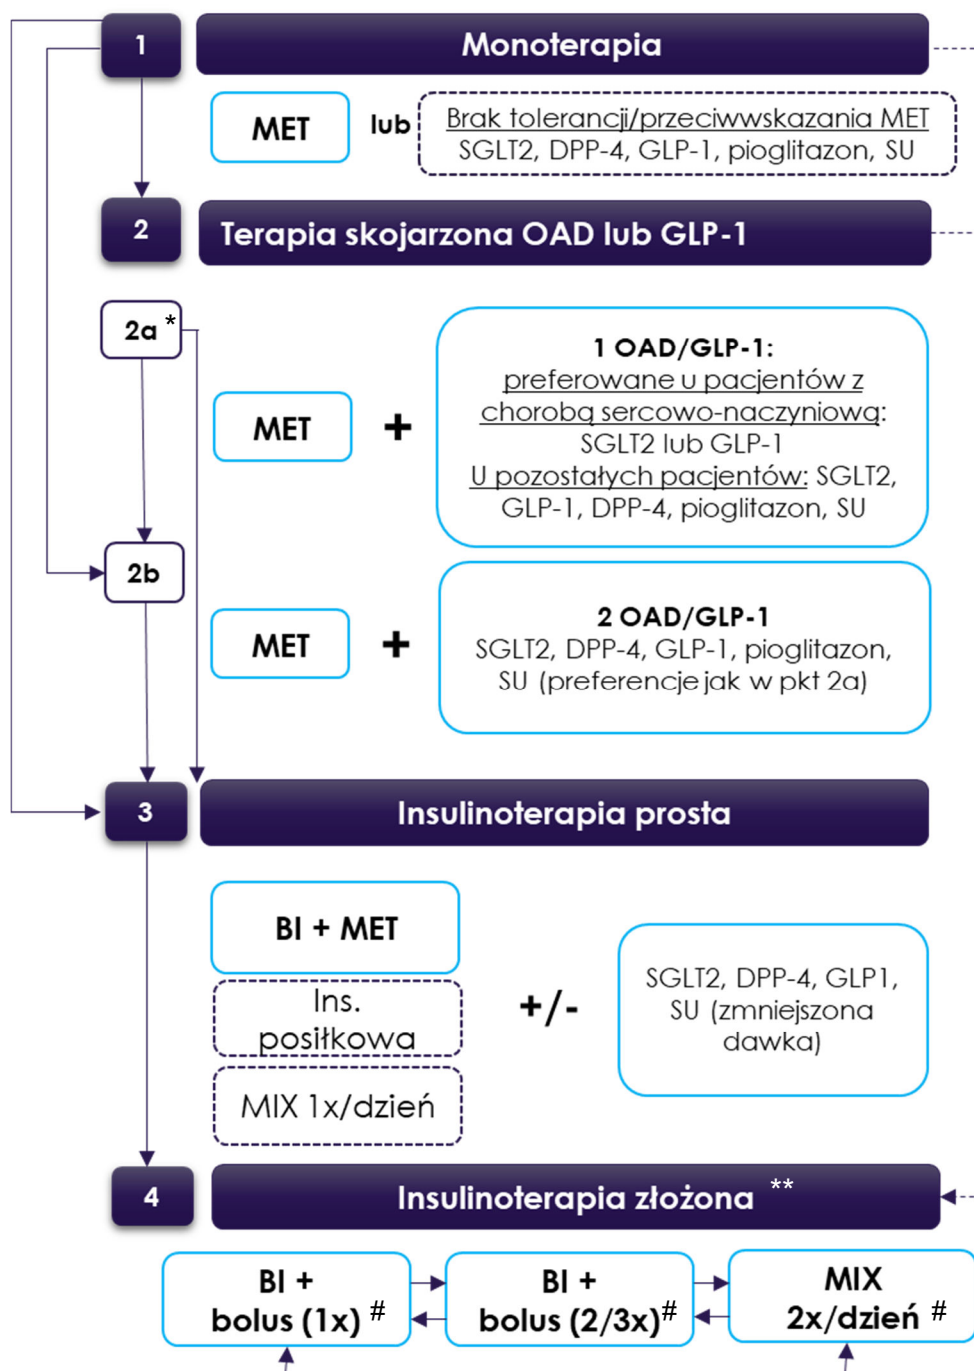 1
Monoterapia
MET
lub
Brak tolerancji/przeciwwskazania MET
SGLT2, DPP-4, GLP-1, pioglitazon, SU
2
Terapia skojarzona OAD lub GLP-1
2a *
MET
+
1 OAD/GLP-1:
preferowane u pacjentów z
chorobą sercowo-naczyniową:
SGLT2 lub GLP-1
U pozostałych pacjentów: SGLT2,
GLP-1, DPP-4, pioglitazon, SU
2b
MET
+
2 OAD/GLP-1
SGLT2, DPP-4, GLP-1, pioglitazon,
SU (preferencje jak w pkt 2a)
3
Insulinoterapia prosta
BI + MET
Ins.
posiłkowa
MIX 1x/dzień
+/-
SGLT2, DPP-4, GLP1,
SU (zmniejszona
dawka)
4
Insulinoterapia złożona **
BI +
bolus (1x) #
BI +
bolus (2/3x) #
MIX
2x/dzień #